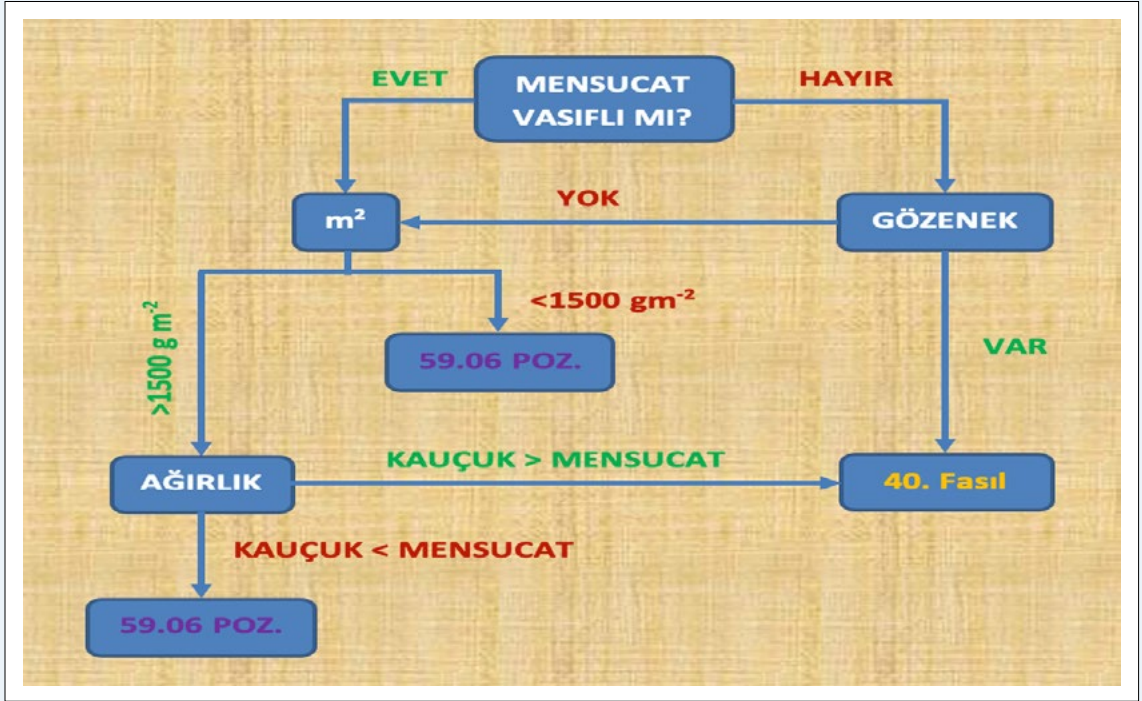 EVET
MENSUCAT
VASIFLI MI?
HAYIR
m²
YOK
GÖZENEK
>1500 g m⁻²
<1500 gm⁻²
59.06 POZ.
VAR
AĞIRLIK
KAUÇUK > MENSUCAT
40. Fasıl
KAUÇUK < MENSUCAT
59.06 POZ.